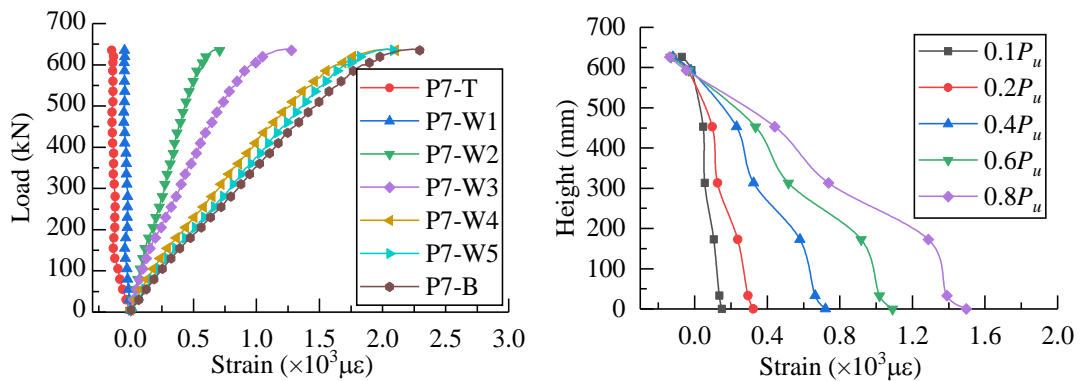 700
600
500
400
300
200
100
0
Load (kN)
0.0 0.5 1.0 1.5 2.0 2.5 3.0
Strain (×10³με)
P7-T
P7-W1
P7-W2
P7-W3
P7-W4
P7-W5
P7-B
700
600
500
400
300
200
100
0
Height (mm)
0.0 0.4 0.8 1.2 1.6 2.0
Strain (×10³με)
0.1Pᵤ
0.2Pᵤ
0.4Pᵤ
0.6Pᵤ
0.8Pᵤ